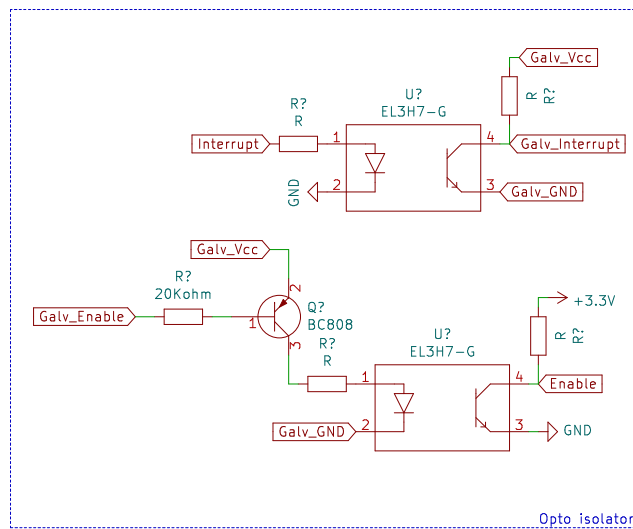 Galv_Vcc
R
R?
U?
EL3H7-G
R?
R
Interrupt
1
4
Galv_Interrupt
GND
2
3
Galv_GND
Galv_Vcc
2
R?
20Kohm
Galv_Enable
1
Q?
BC808
3
R?
R
+3.3V
R
R?
U?
EL3H7-G
1
4
Enable
Galv_GND
2
3
GND
Opto isolator